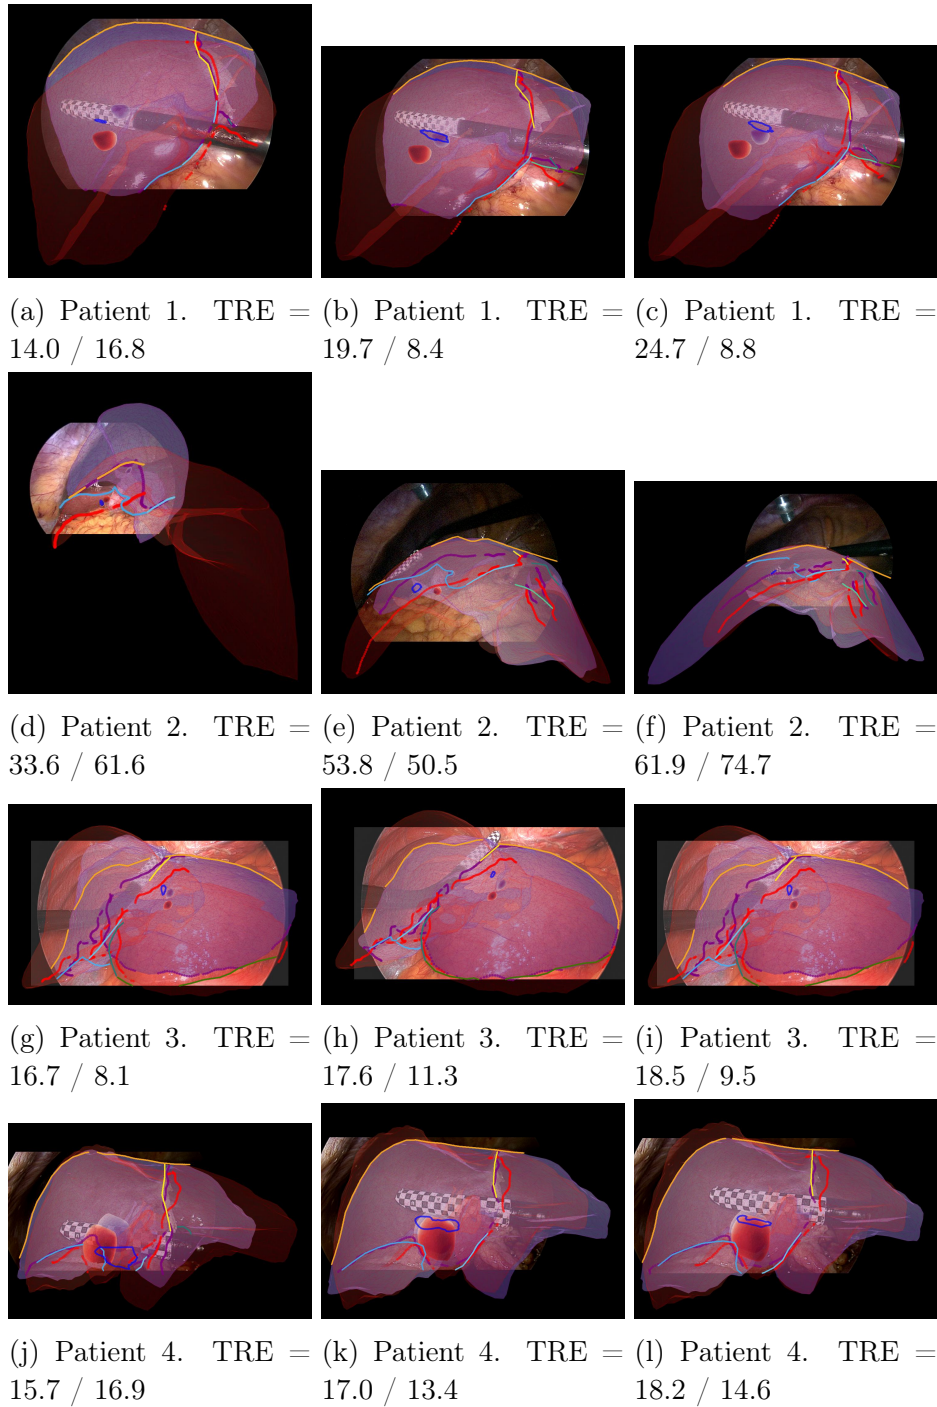 (a) Patient 1. TRE = 14.0 / 16.8
(b) Patient 1. TRE = 19.7 / 8.4
(c) Patient 1. TRE = 24.7 / 8.8
(d) Patient 2. TRE = 33.6 / 61.6
(e) Patient 2. TRE = 53.8 / 50.5
(f) Patient 2. TRE = 61.9 / 74.7
(g) Patient 3. TRE = 16.7 / 8.1
(h) Patient 3. TRE = 17.6 / 11.3
(i) Patient 3. TRE = 18.5 / 9.5
(j) Patient 4. TRE = 15.7 / 16.9
(k) Patient 4. TRE = 17.0 / 13.4
(l) Patient 4. TRE = 18.2 / 14.6